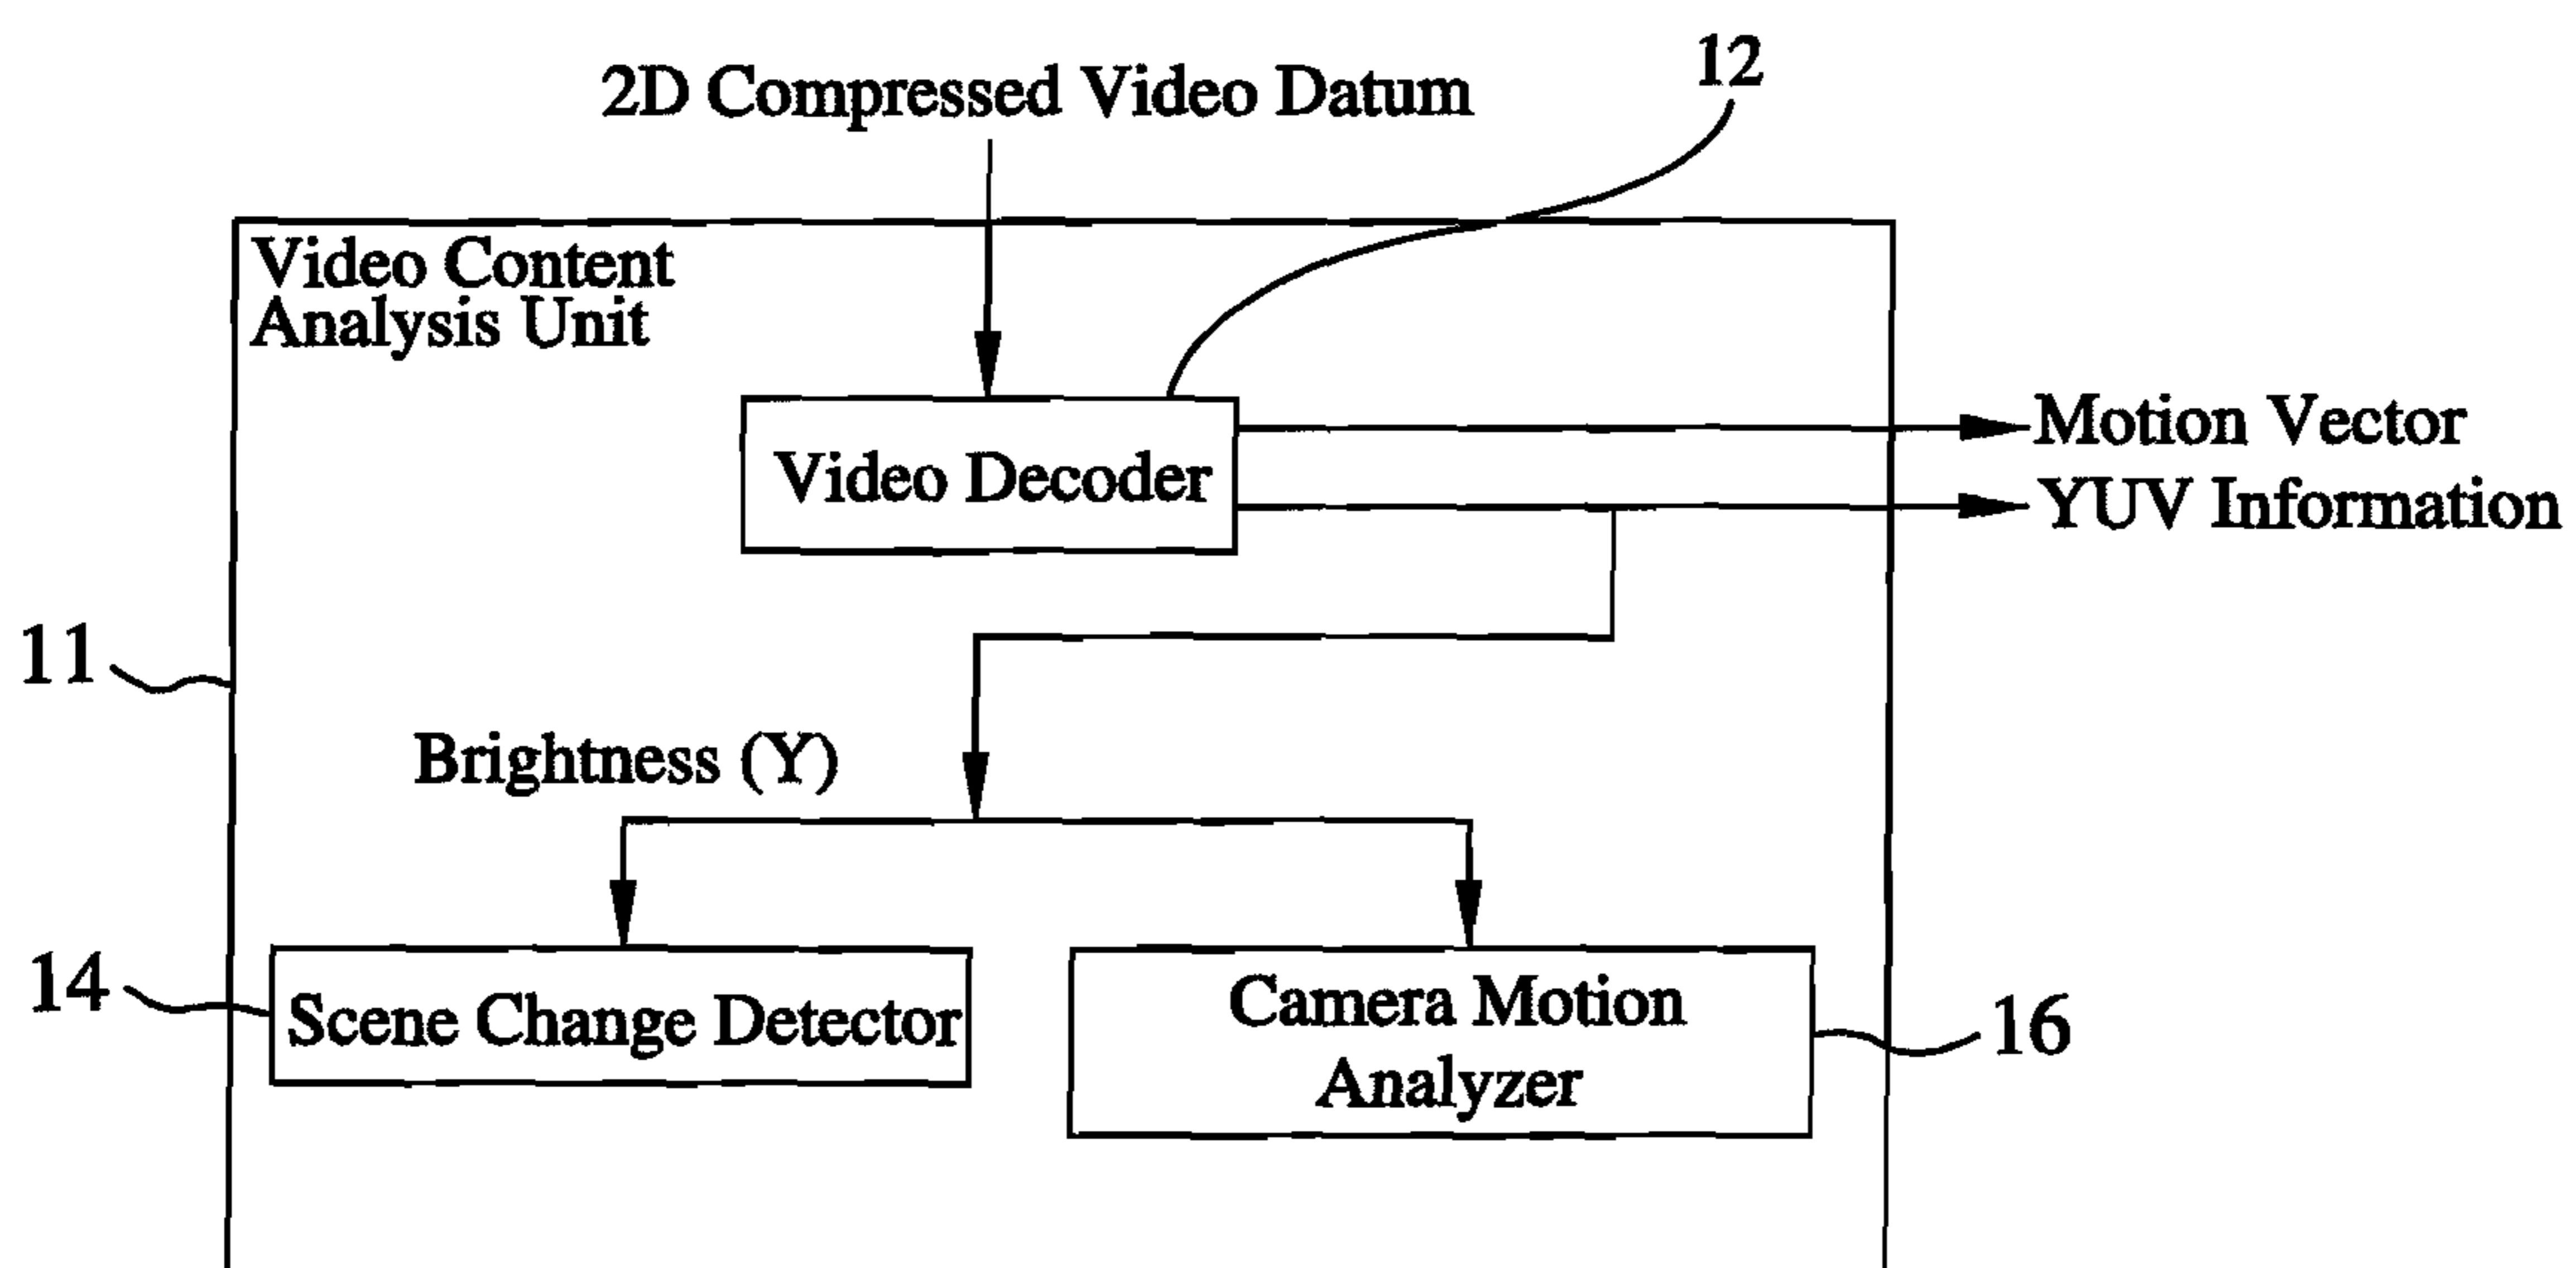 12
2D Compressed Video Datum
Video Content
Analysis Unit
Motion Vector
Video Decoder
YUV Information
11
Brightness (Y)
14
Scene Change Detector
Camera Motion
Analyzer
16